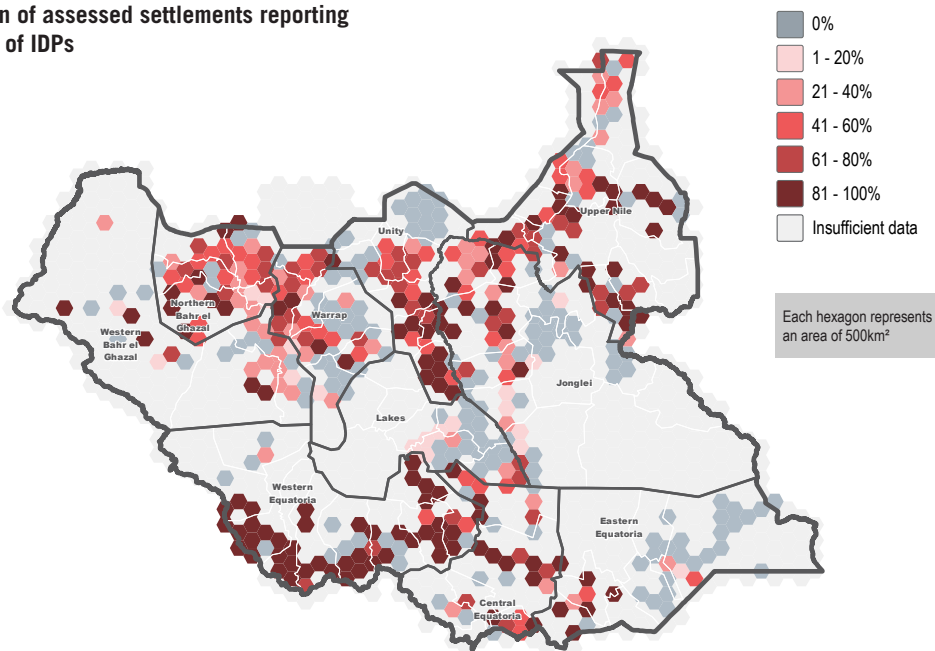 n of assessed settlements reporting
of IDPs
0%
1 - 20%
21 - 40%
41 - 60%
61 - 80%
81 - 100%
Insufficient data
Each hexagon represents
an area of 500km²
Upper Nile
Unity
Northern
Bahr el
Ghazal
Warrap
Western
Bahr el
Ghazal
Jonglei
Lakes
Western
Equatoria
Eastern
Equatoria
Central
Equatoria